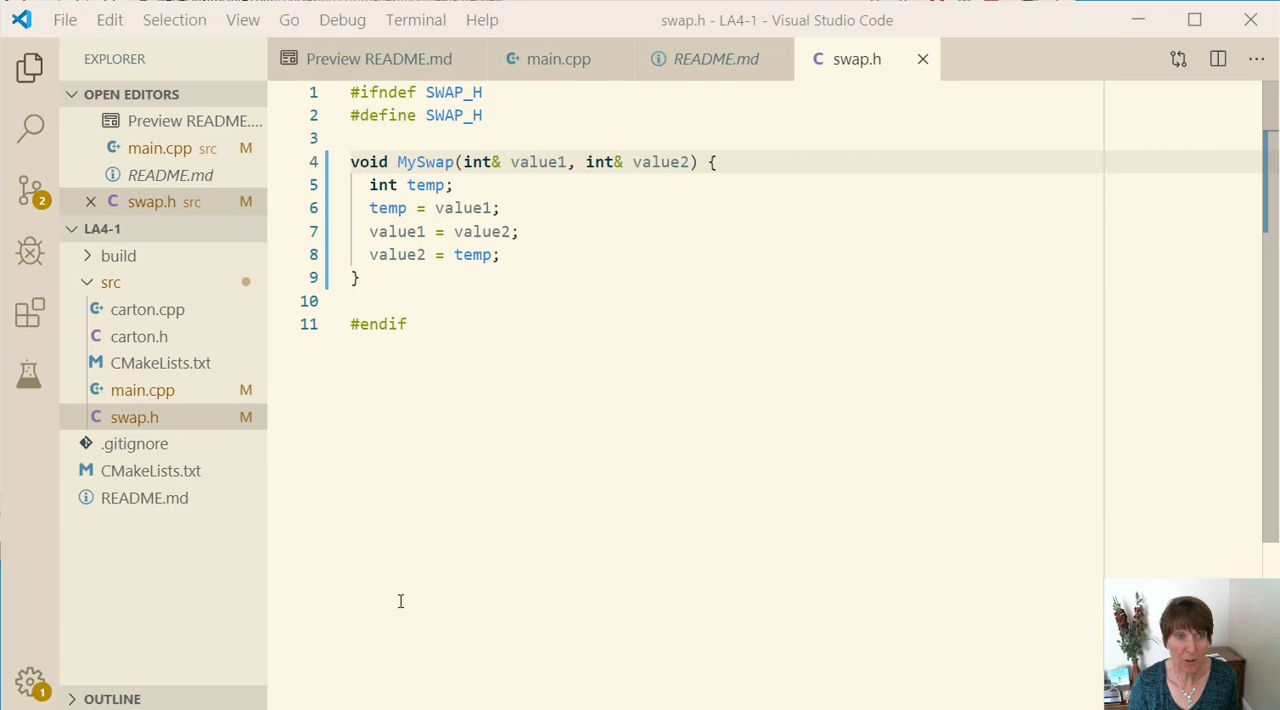 File Edit Selection View Go Debug Terminal Help swap.h - LA4-1 - Visual Studio Code
EXPLORER
Preview README.md main.cpp README.md swap.h
OPEN EDITORS
Preview README....
main.cpp src M
README.md
swap.h src M
LA4-1
build
src
carton.cpp
carton.h
CMakeLists.txt
main.cpp M
swap.h M
.gitignore
CMakeLists.txt
README.md
OUTLINE
2
1
1 #ifndef SWAP_H
2 #define SWAP_H
3
4 void MySwap(int& value1, int& value2) {
5 int temp;
6 temp = value1;
7 value1 = value2;
8 value2 = temp;
9 }
10
11 #endif